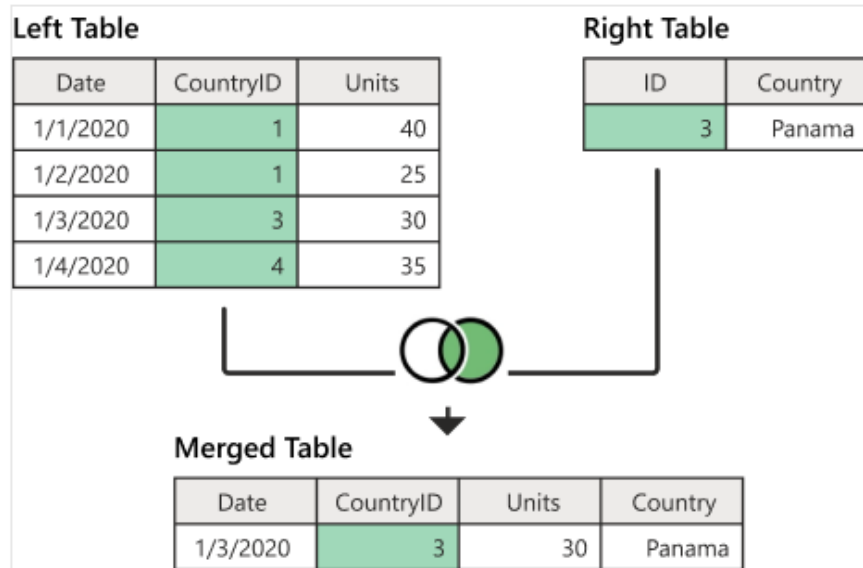 Left Table
Right Table
Date CountryID Units
ID Country
1/1/2020 1 40
3 Panama
1/2/2020 1 25
1/3/2020 3 30
1/4/2020 4 35
Merged Table
Date CountryID Units Country
1/3/2020 3 30 Panama